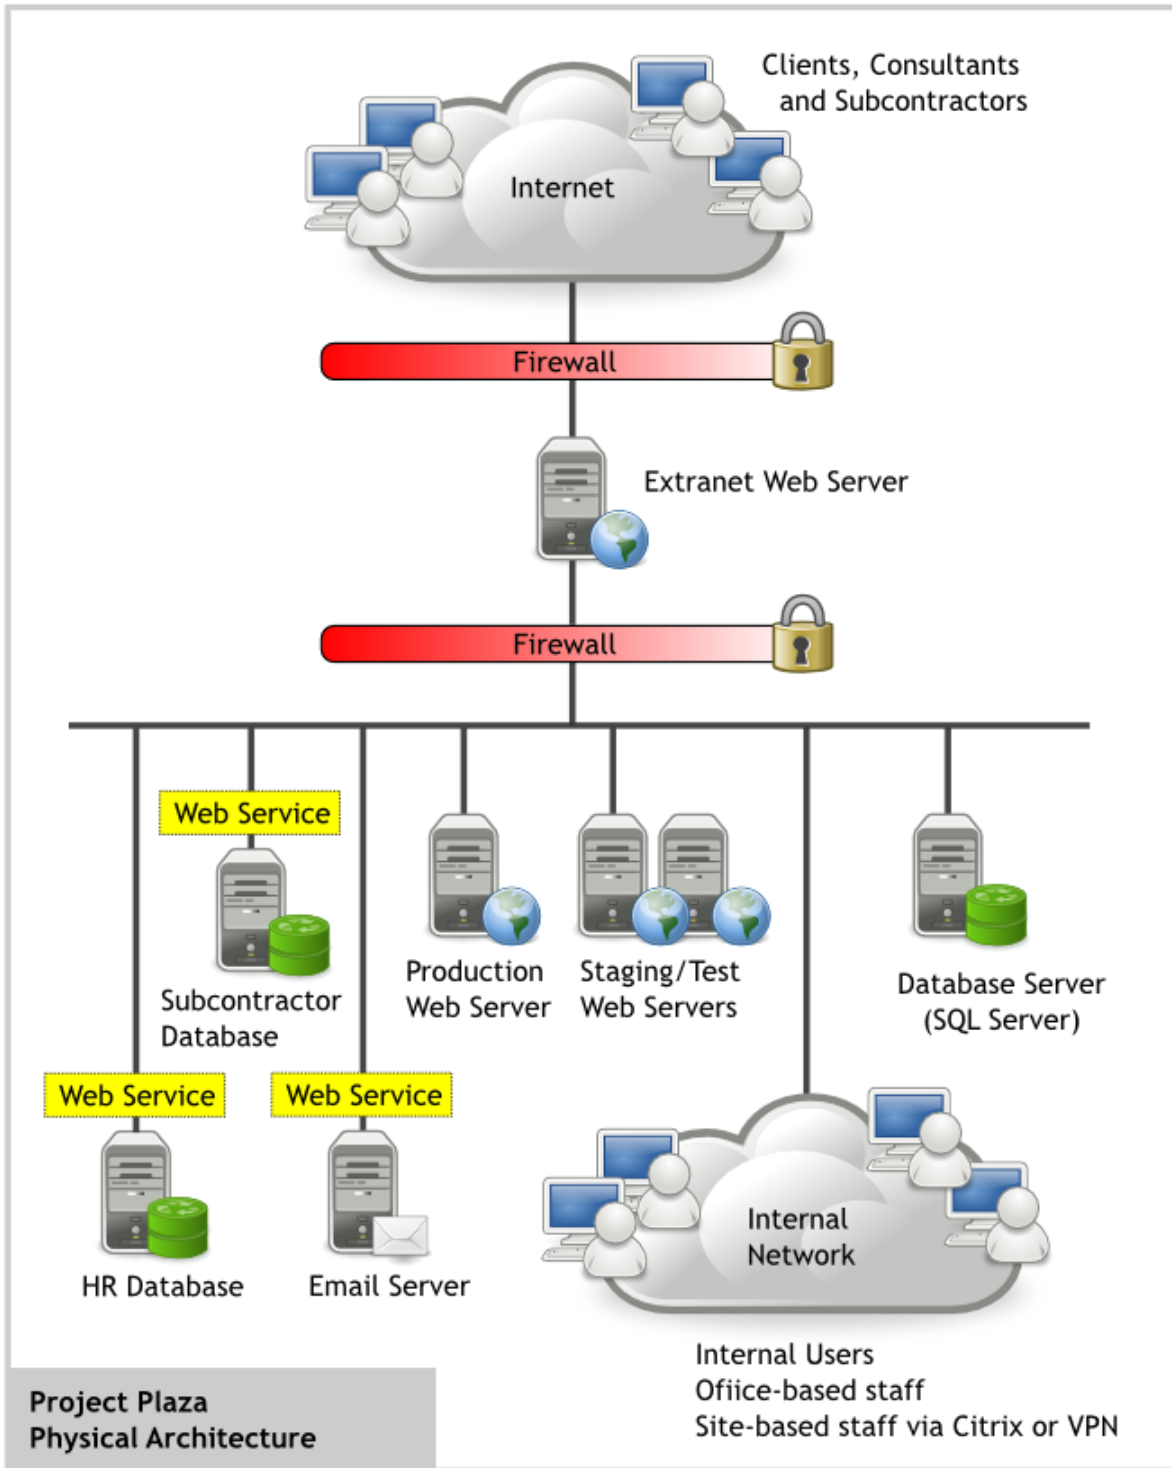 Clients, Consultants
and Subcontractors
Internet
Firewall
Extranet Web Server
Firewall
Web Service
Subcontractor
Database
Production
Web Server
Staging/Test
Web Servers
Database Server
(SQL Server)
Web Service
Web Service
HR Database
Email Server
Internal
Network
Internal Users
Ofiice-based staff
Site-based staff via Citrix or VPN
Project Plaza
Physical Architecture